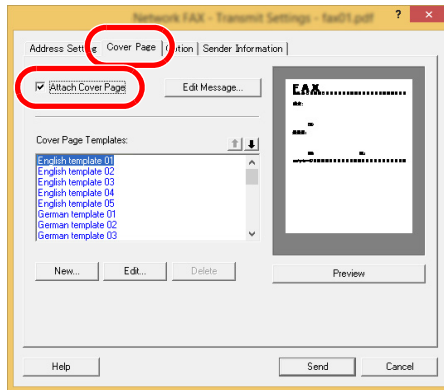 Network FAX - Transmit Settings - fax01.pdf
? ×
Address Setting Cover Page Option Sender Information
Attach Cover Page Edit Message...
FAX
Cover Page Templates:
English template 01
English template 02
English template 03
English template 04
English template 05
German template 01
German template 02
German template 03
New... Edit... Delete Preview
Help Send Cancel